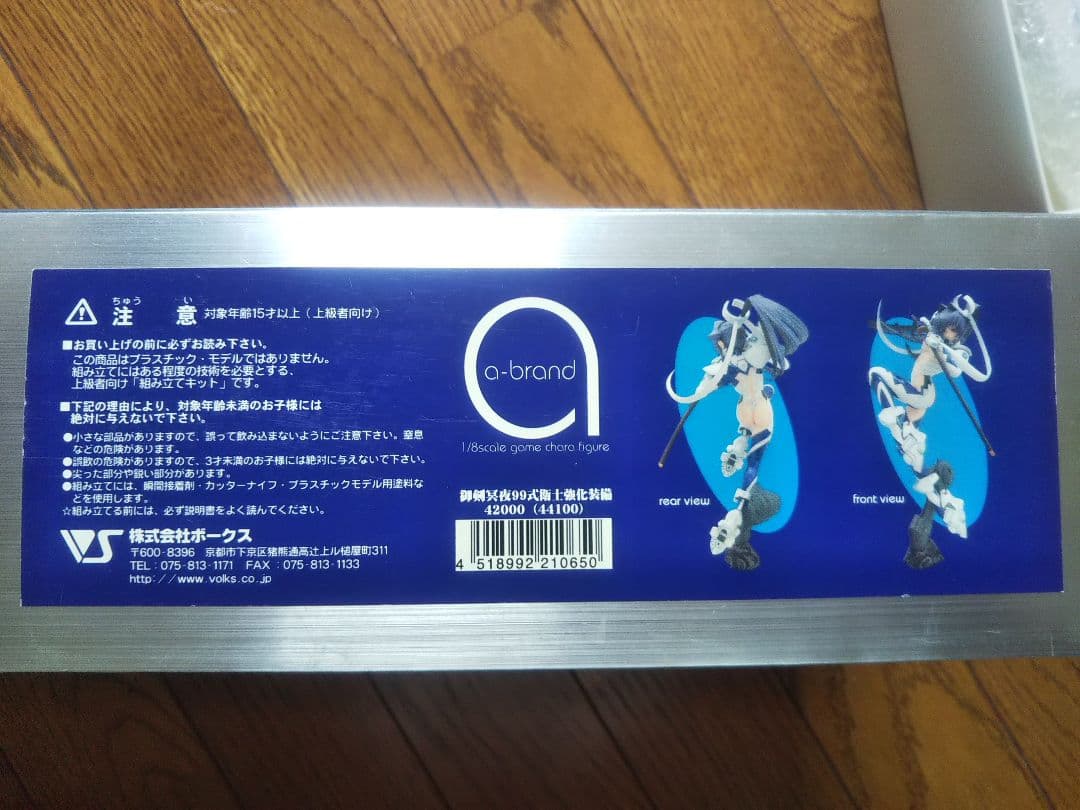 ちゅう い
注 意 対象年齢15才以上（上級者向け）
■お買い上げの前に必ずお読み下さい。
この商品はプラスチック・モデルではありません。
組み立てにはある程度の技術を必要とする、
上級者向け「組み立てキット」です。
■下記の理由により、対象年齢未満のお子様には
絶対に与えないで下さい。
●小さな部品がありますので、誤って飲み込まないようにご注意下さい。窒息
などの危険があります。
●誤飲の危険がありますので、3才未満のお子様には絶対に与えないで下さい。
●尖った部分や鋭い部分があります。
●組み立てには、瞬間接着剤・カッターナイフ・プラスチックモデル用塗料な
どを使用します。
☆組み立てる前には、必ず説明書をよく読んでください。
VS 株式会社ボークス
〒600-8396 京都市下京区猪熊通高辻上ル槌屋町311
TEL：075-813-1171 FAX：075-813-1133
http://www.volks.co.jp
a-brand
1/8scale game chara figure
御剣冥夜99式衛士強化装備
42000（44100）
4 518992 210650
rear view
front view